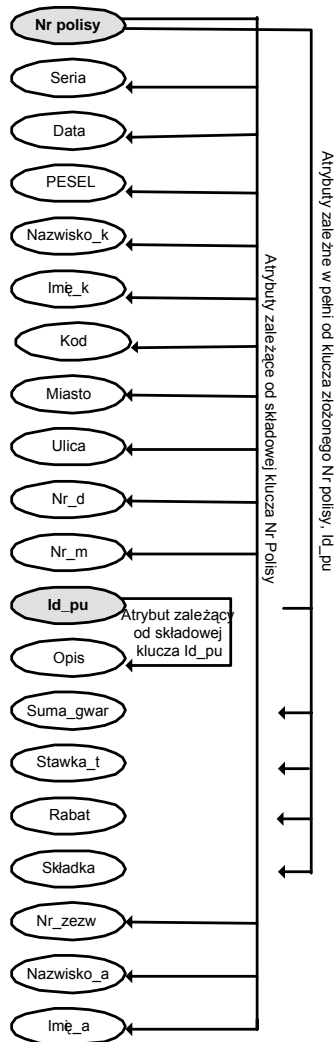 Nr polisy
Seria
Data
PESEL
Nazwisko_k
Imię_k
Kod
Miasto
Ulica
Nr_d
Nr_m
Id_pu
Atrybut zależący
od składowej
klucza Id_pu
Opis
Suma_gwar
Stawka_t
Rabat
Składka
Nr_zezw
Nazwisko_a
Imię_a
Atrybuty zależące od składowej klucza Nr Polisy
Atrybuty zależne w pełni od klucza złożonego Nr polisy, Id_pu